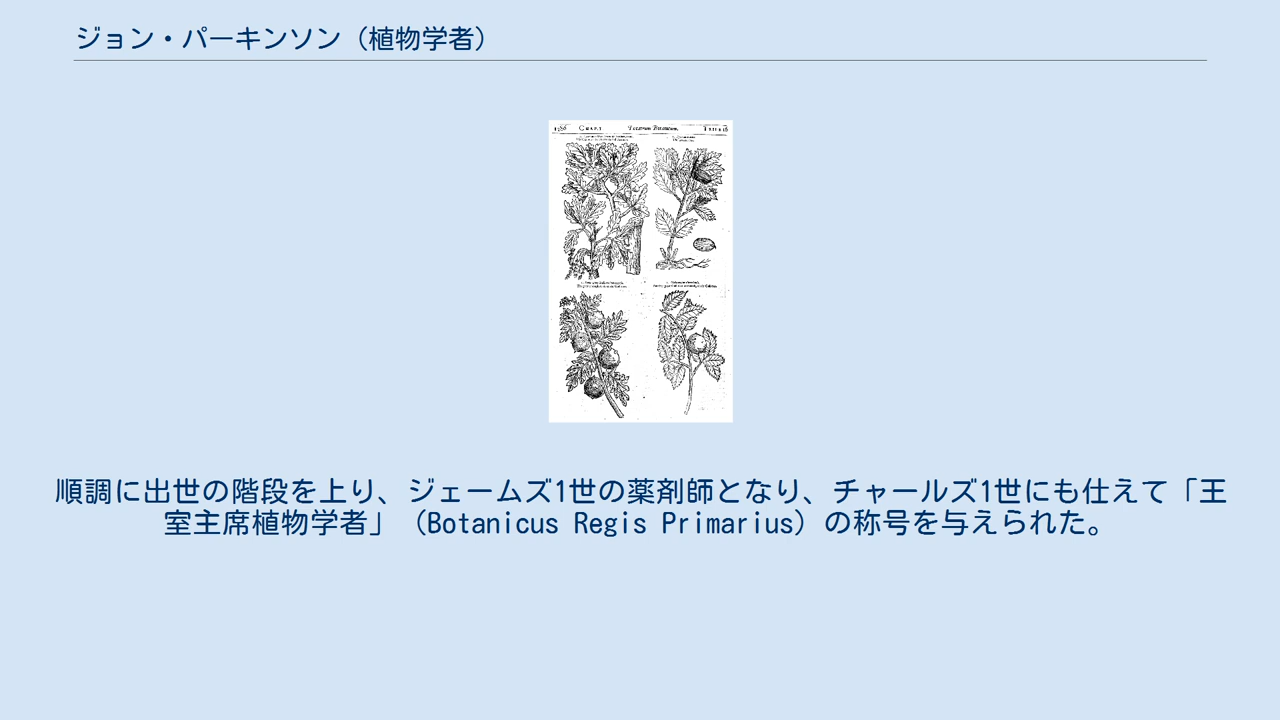 ジョン・パーキンソン（植物学者）
順調に出世の階段を上り、ジェームズ1世の薬剤師となり、チャールズ1世にも仕えて「王
室主席植物学者」（Botanicus Regis Primarius）の称号を与えられた。